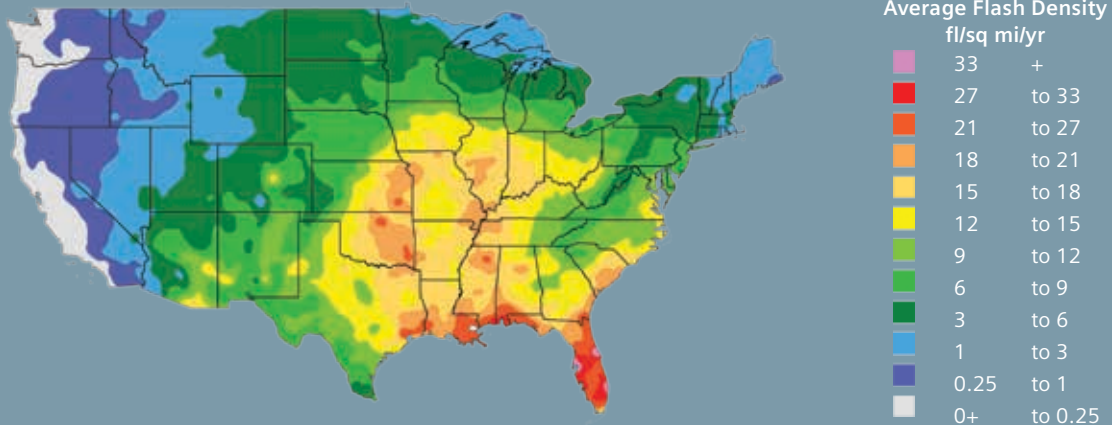 Average Flash Density
fl/sq mi/yr
33 +
27 to 33
21 to 27
18 to 21
15 to 18
12 to 15
9 to 12
6 to 9
3 to 6
1 to 3
0.25 to 1
0+ to 0.25